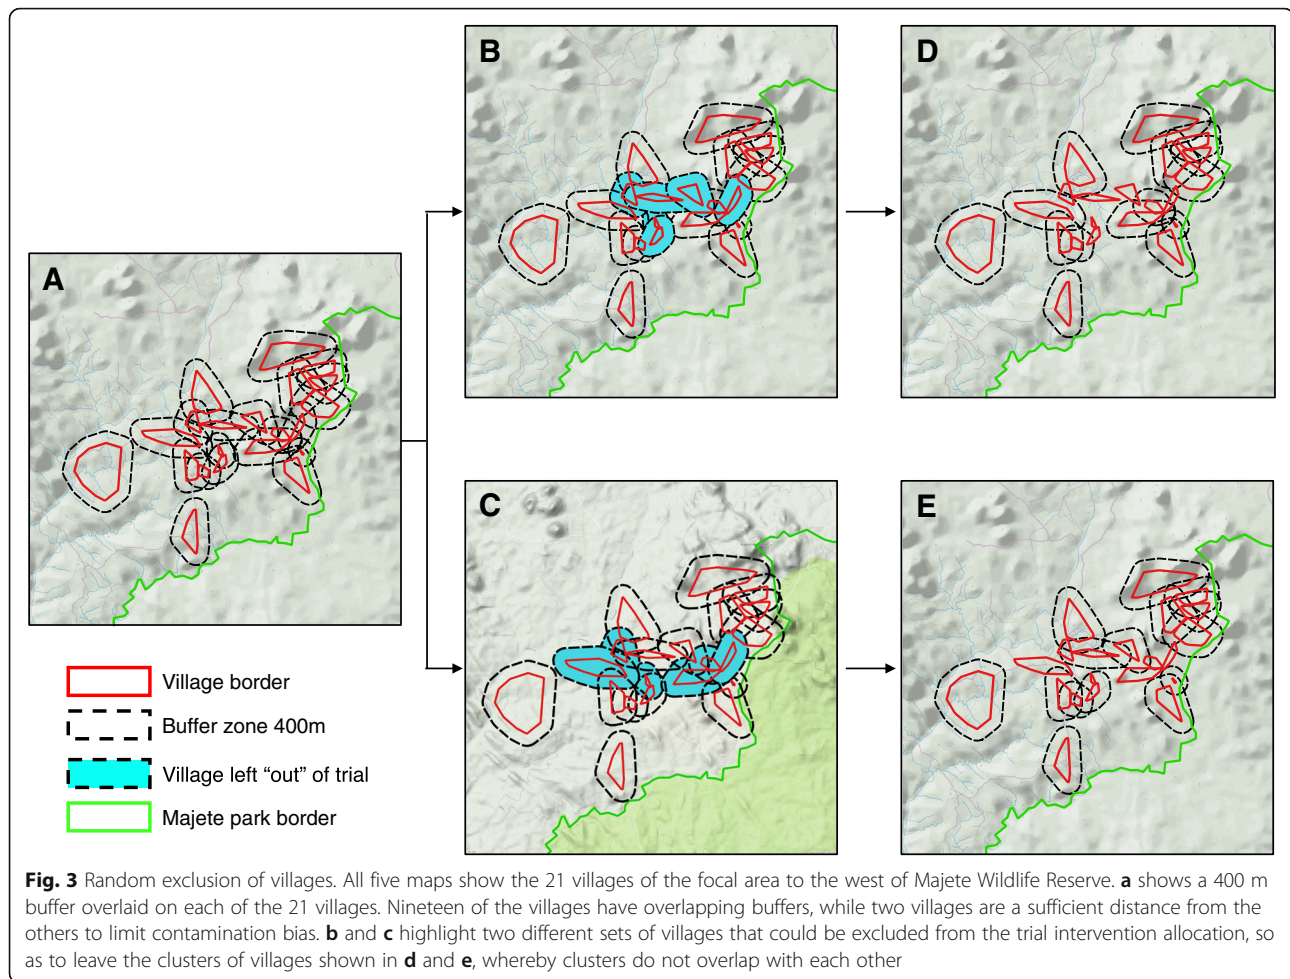 A
B
C
D
E
Village border
Buffer zone 400m
Village left “out” of trial
Majete park border
Fig. 3 Random exclusion of villages. All five maps show the 21 villages of the focal area to the west of Majete Wildlife Reserve. a shows a 400 m
buffer overlaid on each of the 21 villages. Nineteen of the villages have overlapping buffers, while two villages are a sufficient distance from the
others to limit contamination bias. b and c highlight two different sets of villages that could be excluded from the trial intervention allocation, so
as to leave the clusters of villages shown in d and e, whereby clusters do not overlap with each other